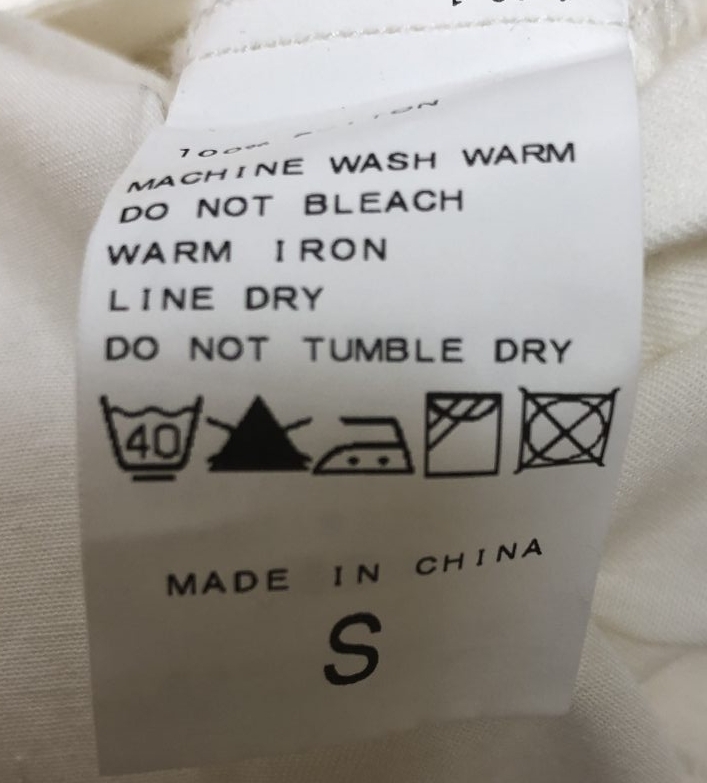 MACHINE WASH WARM
DO NOT BLEACH
WARM IRON
LINE DRY
DO NOT TUMBLE DRY
40
MADE IN CHINA
S